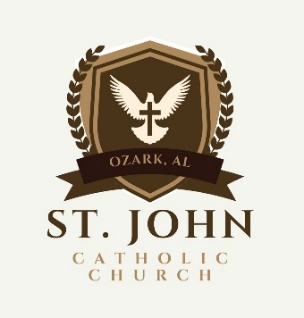 OZARK, AL
ST. JOHN
CATHOLIC
CHURCH